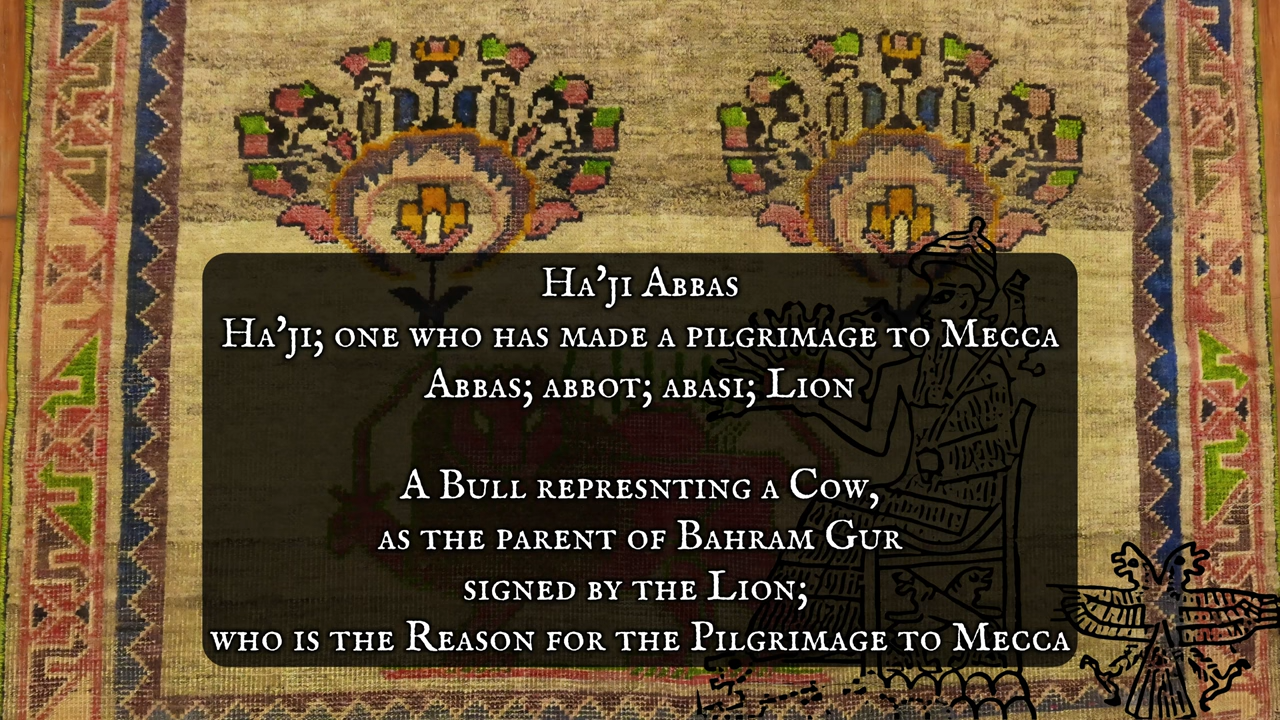 Ha'ji Abbas
Ha'ji; one who has made a pilgrimage to Mecca
Abbas; abbot; abasi; Lion
A Bull represnting a Cow,
as the parent of Bahram Gur
signed by the Lion;
who is the Reason for the Pilgrimage to Mecca